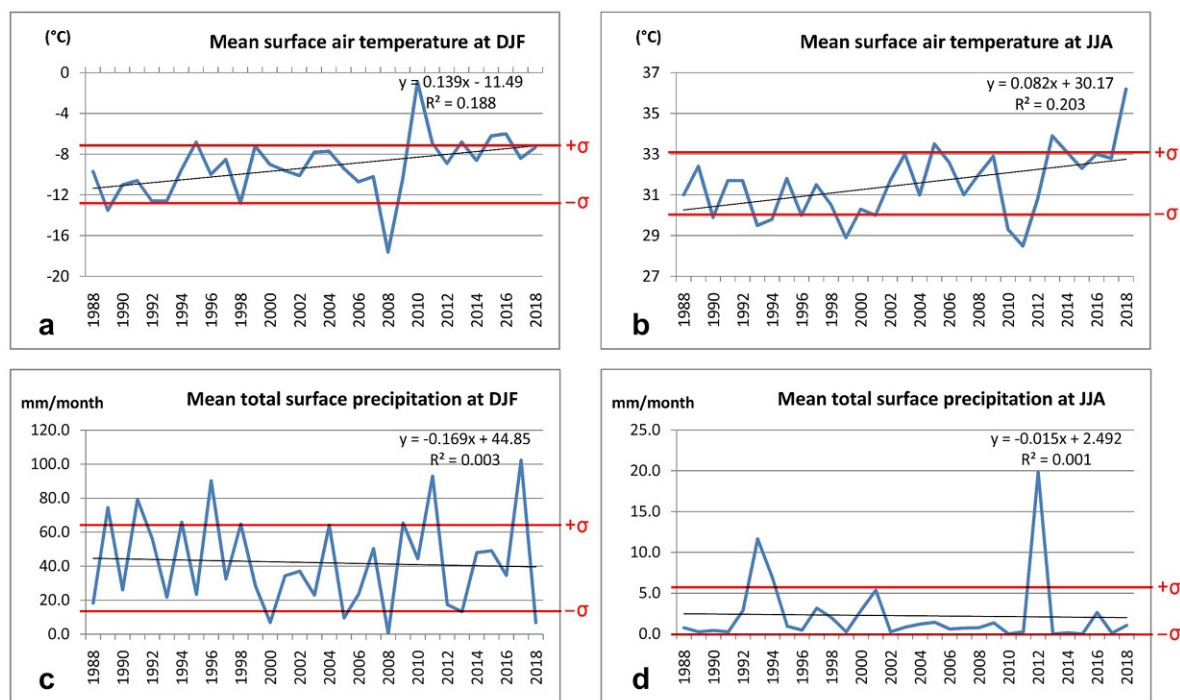 (°C)
Mean surface air temperature at DJF
0
-4
-8
-12
-16
-20
y = 0.139x - 11.49
R² = 0.188
+σ
−σ
1988 1990 1992 1994 1996 1998 2000 2002 2004 2006 2008 2010 2012 2014 2016 2018
a
(°C)
Mean surface air temperature at JJA
37
35
33
31
29
27
y = 0.082x + 30.17
R² = 0.203
+σ
−σ
1988 1990 1992 1994 1996 1998 2000 2002 2004 2006 2008 2010 2012 2014 2016 2018
b
mm/month
Mean total surface precipitation at DJF
120.0
100.0
80.0
60.0
40.0
20.0
0.0
y = -0.169x + 44.85
R² = 0.003
+σ
−σ
1988 1990 1992 1994 1996 1998 2000 2002 2004 2006 2008 2010 2012 2014 2016 2018
c
mm/month
Mean total surface precipitation at JJA
25.0
20.0
15.0
10.0
5.0
0.0
y = -0.015x + 2.492
R² = 0.001
+σ
−σ
1988 1990 1992 1994 1996 1998 2000 2002 2004 2006 2008 2010 2012 2014 2016 2018
d